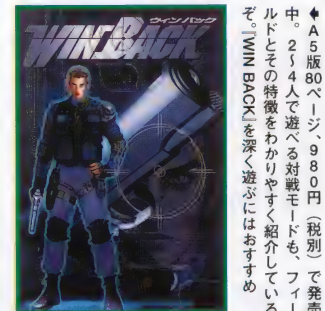 ウィンバック
WIN BACK
←A5版80ページ、980円(税別)で発売
中。2～4人で遊べる対戦モードも、フィー
ルドとその特徴をわかりやすく紹介している
ぞ。『WIN BACK』を深く遊ぶにはおすすめ